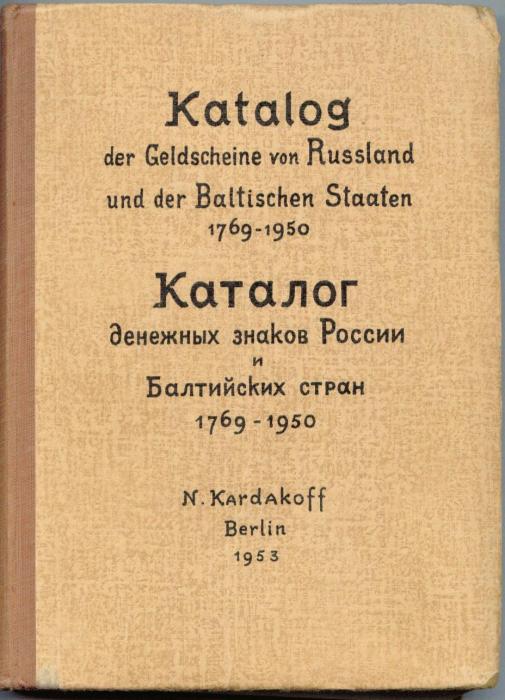 Katalog
der Geldscheine von Russland
und der Baltischen Staaten
1769-1950
Каталог
денежных знаков России
и
Балтийских стран
1769-1950
N. Kardakoff
Berlin
1953